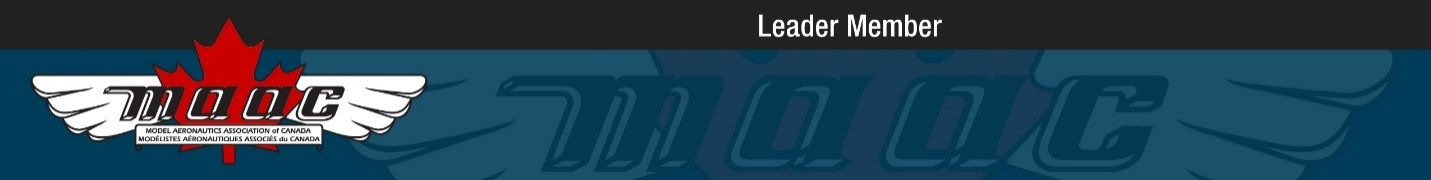 Leader Member
maac
MODEL AERONAUTICS ASSOCIATION of CANADA
MODÉLISTES AÉRONAUTIQUES ASSOCIÉS du CANADA
maac